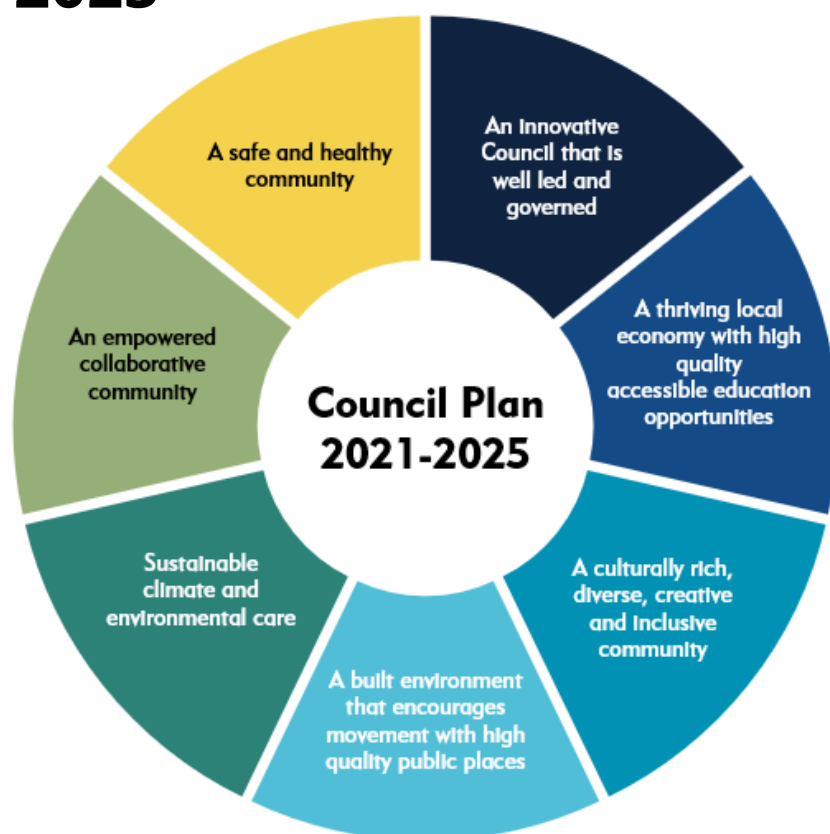 An innovative
Council that is
well led and
governed
A thriving local
economy with high
quality
accessible education
opportunities
A culturally rich,
diverse, creative
and inclusive
community
A built environment
that encourages
movement with high
quality public places
Sustainable
climate and
environmental care
An empowered
collaborative
community
A safe and healthy
community
Council Plan
2021-2025